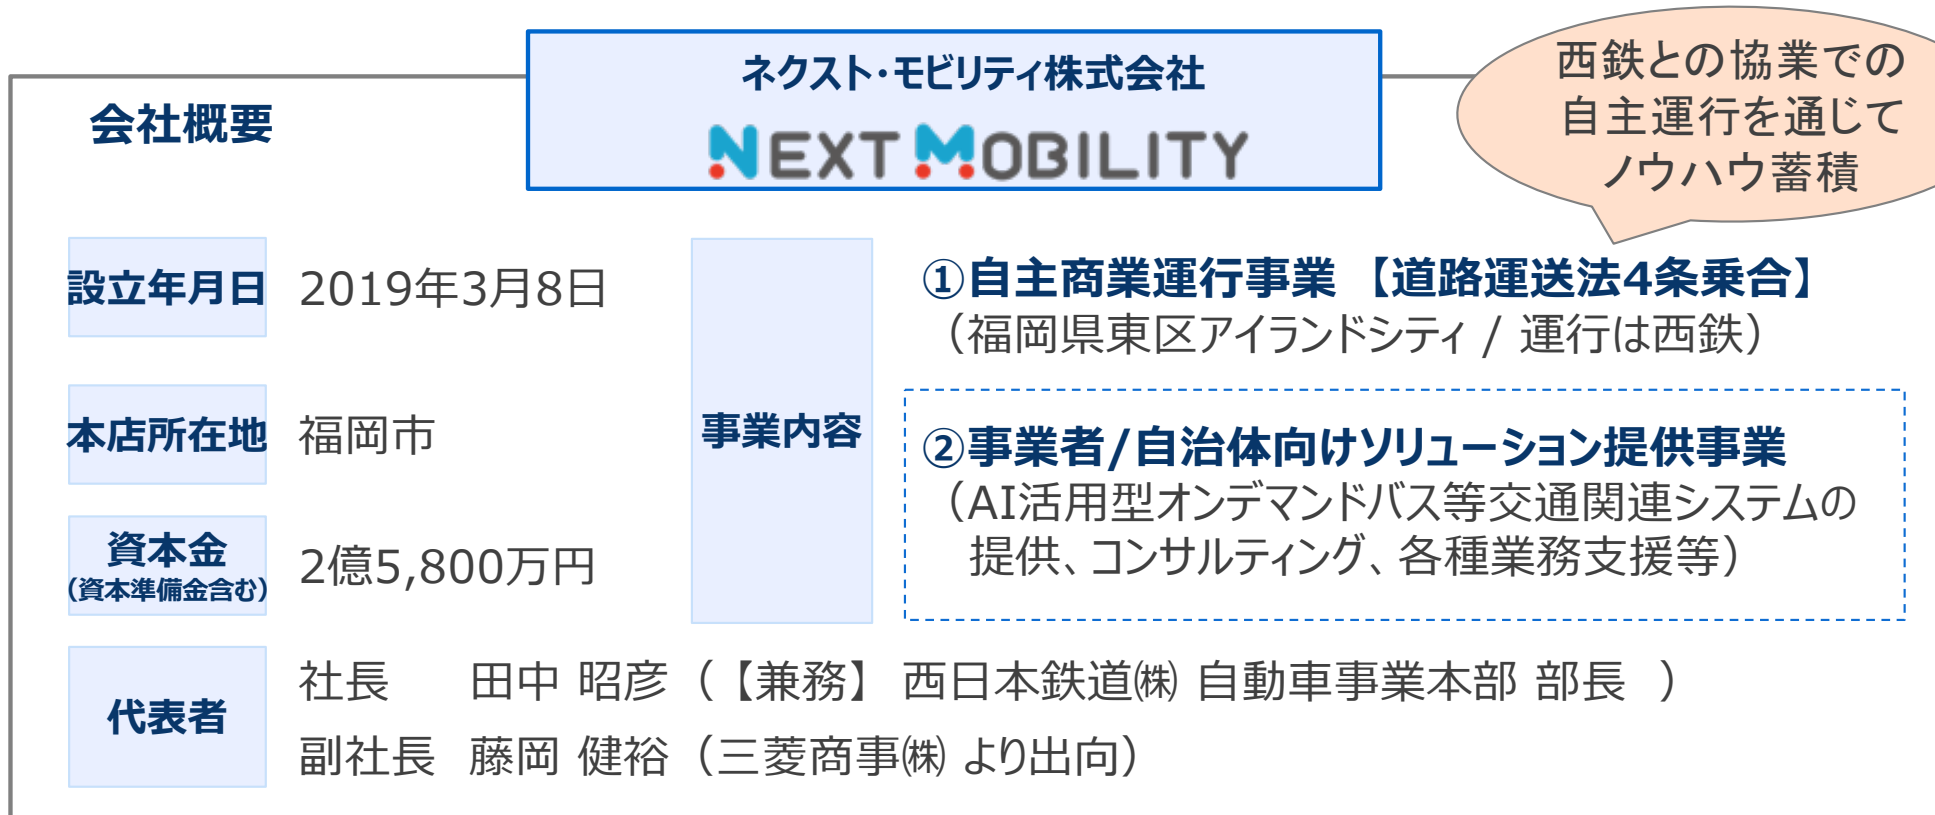 ネクスト・モビリティ株式会社
NEXT MOBILITY
西鉄との協業での
自主運行を通じて
ノウハウ蓄積
会社概要
設立年月日
2019年3月8日
本店所在地
福岡市
資本金
（資本準備金含む）
2億5,800万円
事業内容
①自主商業運行事業 【道路運送法4条乗合】
（福岡県東区アイランドシティ / 運行は西鉄）
②事業者/自治体向けソリューション提供事業
（AI活用型オンデマンドバス等交通関連システムの
提供、コンサルティング、各種業務支援等）
代表者
社長 田中 昭彦（【兼務】 西日本鉄道㈱ 自動車事業本部 部長 ）
副社長 藤岡 健裕（三菱商事㈱ より出向）